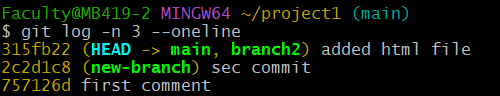 Faculty@MB419-2 MINGW64 ~/project1 (main)
$ git log -n 3 --oneline
315fb22 (HEAD -> main, branch2) added html file
2c2d1c8 (new-branch) sec commit
757126d first comment